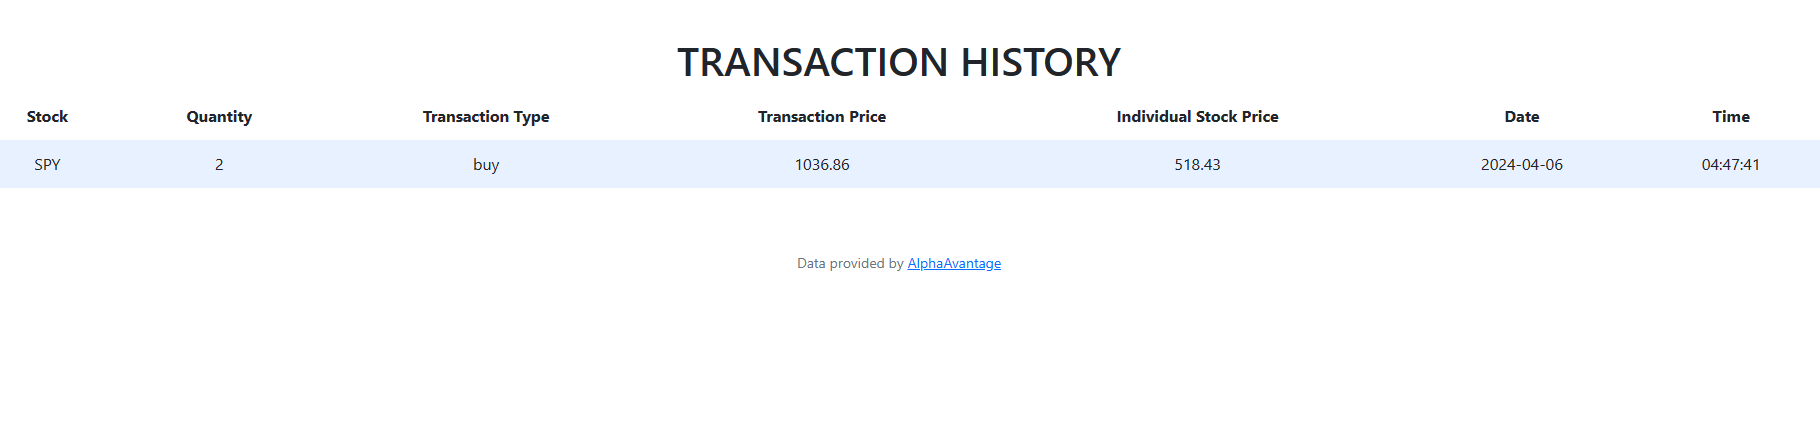 TRANSACTION HISTORY
Stock Quantity Transaction Type Transaction Price Individual Stock Price Date Time
SPY 2 buy 1036.86 518.43 2024-04-06 04:47:41
Data provided by AlphaAvantage